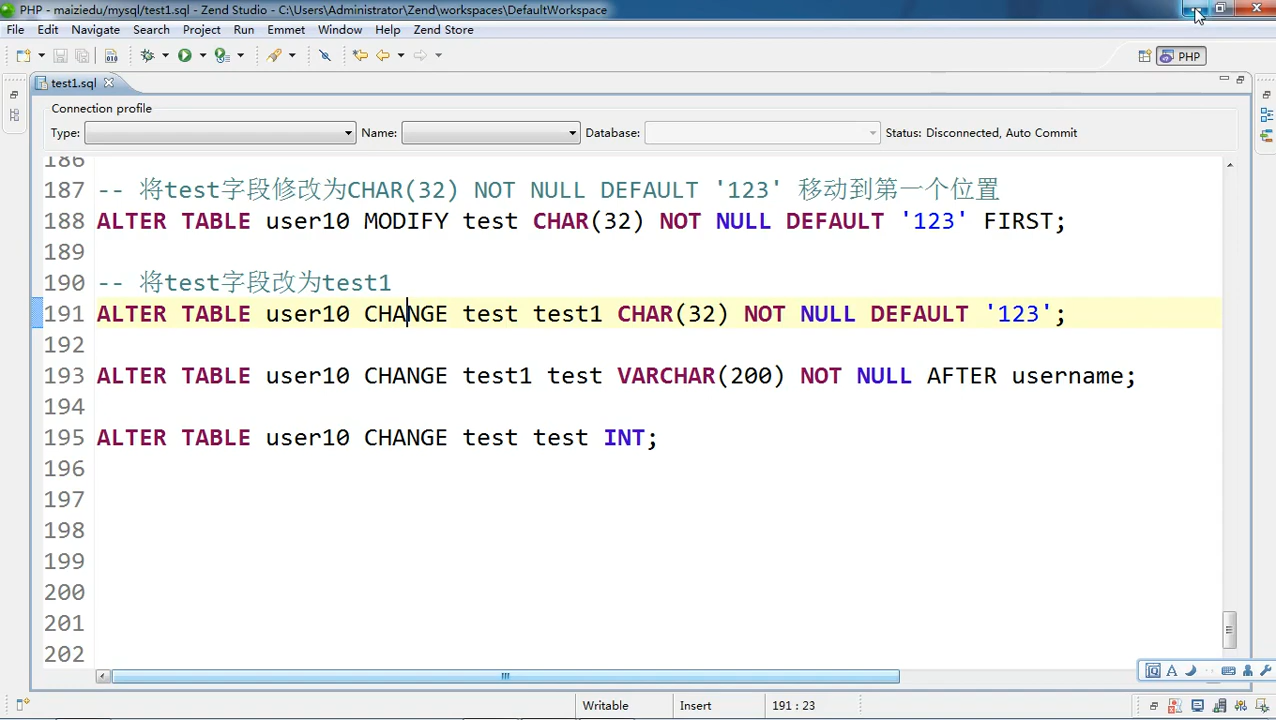 PHP - maiziedu/mysql/test1.sql - Zend Studio - C:\Users\Administrator\Zend\workspaces\DefaultWorkspace
File Edit Navigate Search Project Run Emmet Window Help Zend Store
PHP
test1.sql
Connection profile
Type: Name: Database: Status: Disconnected, Auto Commit
186
187 -- 将test字段修改为CHAR(32) NOT NULL DEFAULT '123' 移动到第一个位置
188 ALTER TABLE user10 MODIFY test CHAR(32) NOT NULL DEFAULT '123' FIRST;
189
190 -- 将test字段改为test1
191 ALTER TABLE user10 CHANGE test test1 CHAR(32) NOT NULL DEFAULT '123';
192
193 ALTER TABLE user10 CHANGE test1 test VARCHAR(200) NOT NULL AFTER username;
194
195 ALTER TABLE user10 CHANGE test test INT;
196
197
198
199
200
201
202
Writable Insert 191 : 23